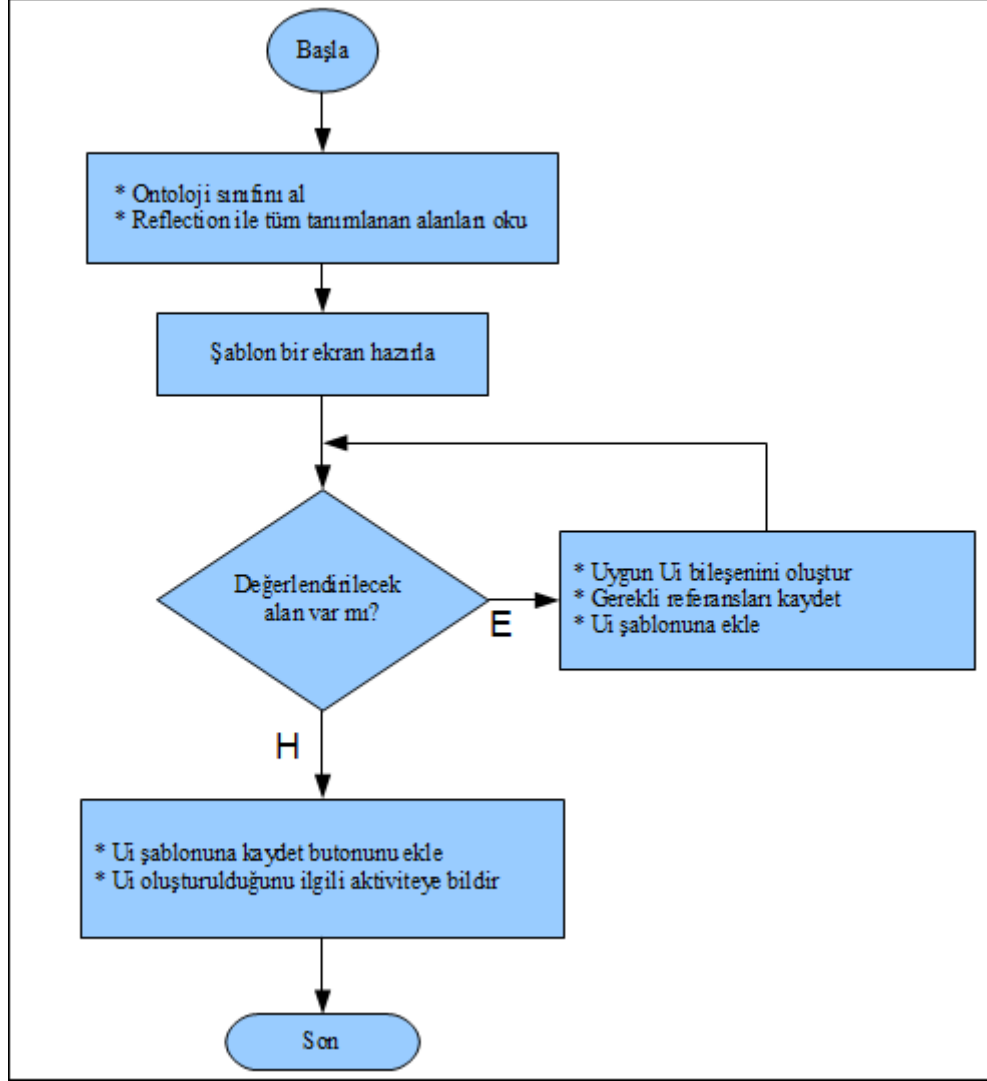 Başla
* Ontoloji sınıfını al
* Reflection ile tüm tanımlanan alanları oku
Şablon bir ekran hazırla
Değerlendirilecek
alan var mı?
E
* Uygun Ui bileşenini oluştur
* Gerekli referansları kaydet
* Ui şablonuna ekle
H
* Ui şablonuna kaydet butonunu ekle
* Ui oluşturulduğunu ilgili aktiviteye bildir
Son